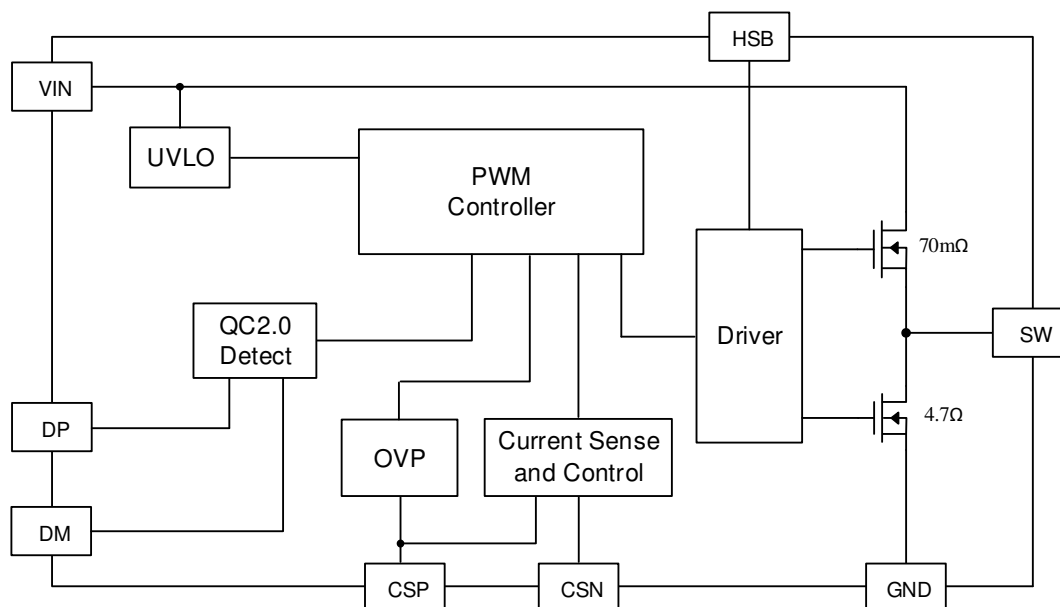 HSB
VIN
UVLO
PWM
Controller
70mΩ
QC2.0
Detect
Driver
SW
DP
4.7Ω
OVP
Current Sense
and Control
DM
CSP
CSN
GND